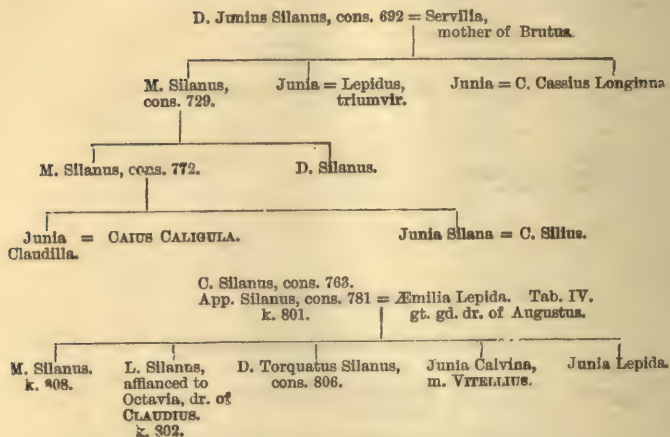 D. Junius Silanus, cons. 692 = Servilia,
mother of Brutus.
M. Silanus,
cons. 729.
Junia = Lepidus,
triumvir.
Junia = C. Cassius Longinna
M. Silanus, cons. 772.
D. Silanus.
Junia
Claudilla.
= CAIUS CALIGULA.
Junia Silana = C. Silius.
C. Silanus, cons. 763.
App. Silanus, cons. 781 = Æmilia Lepida. Tab. IV.
k. 801.
gt. gd. dr. of Augustus.
M. Silanus.
k. 808.
L. Silanus,
affianced to
Octavia, dr. of
CLAUDIUS.
k. 802.
D. Torquatus Silanus,
cons. 806.
Junia Calvina,
m. VITELLIUS.
Junia Lepida.